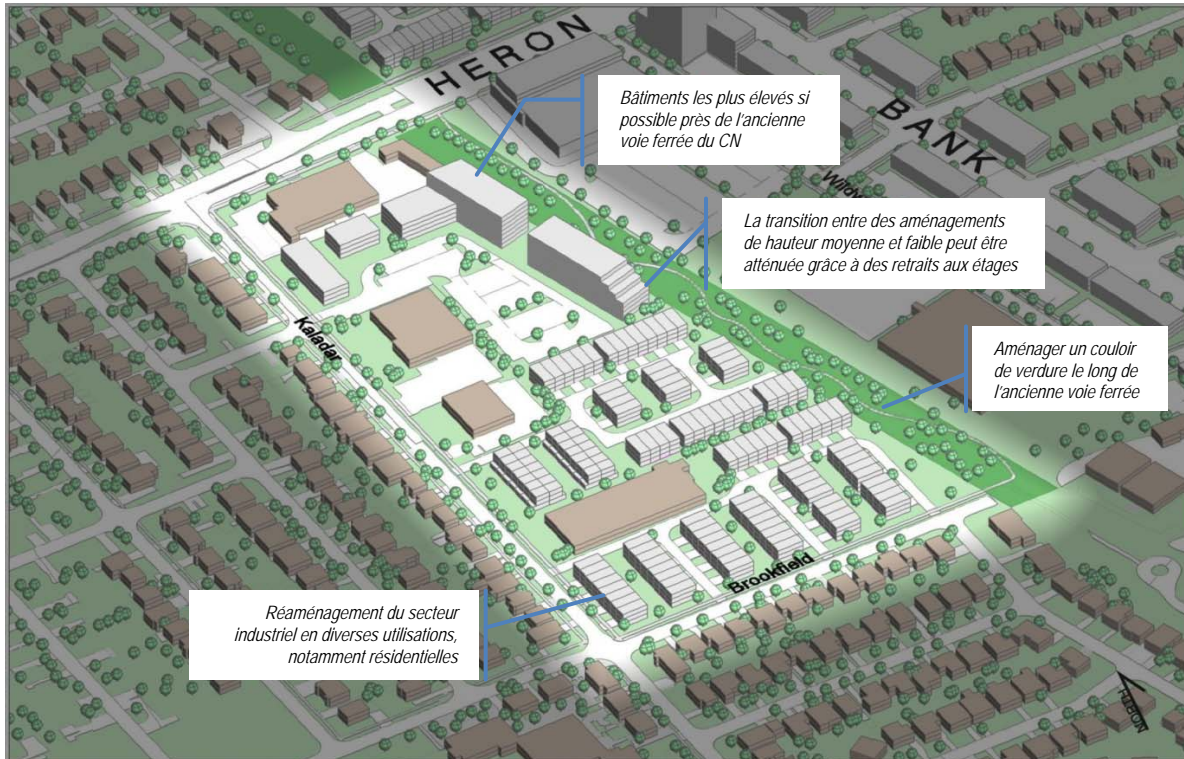 HERON
BANK
Bâtiments les plus élevés si
possible près de l'ancienne
voie ferrée du CN
La transition entre des aménagements
de hauteur moyenne et faible peut être
atténuée grâce à des retraits aux étages
Kaladar
Aménager un couloir
de verdure le long de
l'ancienne voie ferrée
Brookfield
Réaménagement du secteur
industriel en diverses utilisations,
notamment résidentielles
NORTH